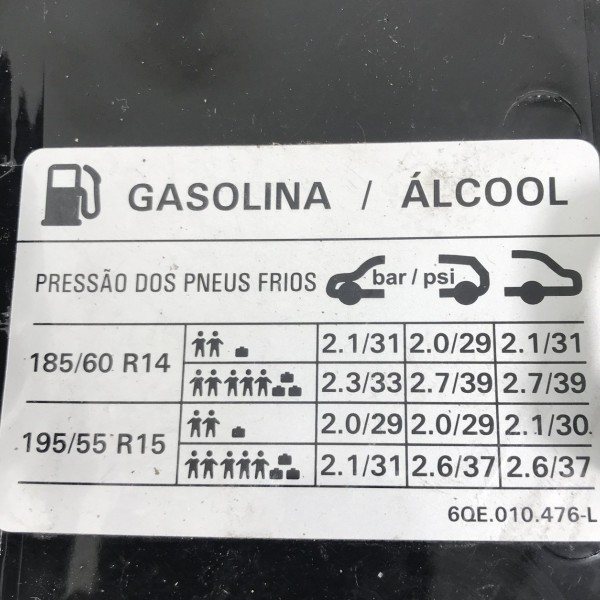 GASOLINA / ÁLCOOL
PRESSÃO DOS PNEUS FRIOS bar / psi
185/60 R14 2.1/31 2.0/29 2.1/31
2.3/33 2.7/39 2.7/39
195/55 R15 2.0/29 2.0/29 2.1/30
2.1/31 2.6/37 2.6/37
6QE.010.476-L